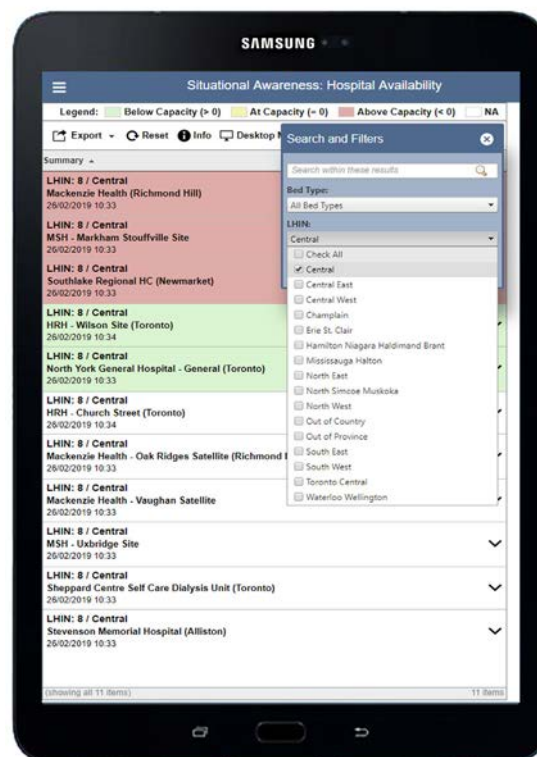 SAMSUNG
Situational Awareness: Hospital Availability
Legend: Below Capacity (> 0) At Capacity (= 0) Above Capacity (< 0) NA
Export Reset Info Desktop
Search and Filters
Search within these results
Bed Type:
All Bed Types
LHIN:
Central
Check All
Central
Central East
Central West
Champlain
Erie St. Clair
Hamilton Niagara Haldimand Brant
Mississauga Halton
North East
North Simcoe Muskoka
North West
Out of Country
Out of Province
South East
South West
Toronto Central
Waterloo Wellington
Summary
LHIN: 8 / Central
Mackenzie Health (Richmond Hill)
26/02/2019 10:33
LHIN: 8 / Central
MSH - Markham Stouffville Site
26/02/2019 10:33
LHIN: 8 / Central
Southlake Regional HC (Newmarket)
26/02/2019 10:33
LHIN: 8 / Central
HRH - Wilson Site (Toronto)
26/02/2019 10:34
LHIN: 8 / Central
North York General Hospital - General (Toronto)
26/02/2019 10:33
LHIN: 8 / Central
HRH - Church Street (Toronto)
26/02/2019 10:34
LHIN: 8 / Central
Mackenzie Health - Oak Ridges Satellite (Richmond
26/02/2019 10:33
LHIN: 8 / Central
Mackenzie Health - Vaughan Satellite
26/02/2019 10:33
LHIN: 8 / Central
MSH - Uxbridge Site
26/02/2019 10:33
LHIN: 8 / Central
Sheppard Centre Self Care Dialysis Unit (Toronto)
26/02/2019 10:33
LHIN: 8 / Central
Stevenson Memorial Hospital (Alliston)
26/02/2019 10:33
(showing all 11 items) 11 items